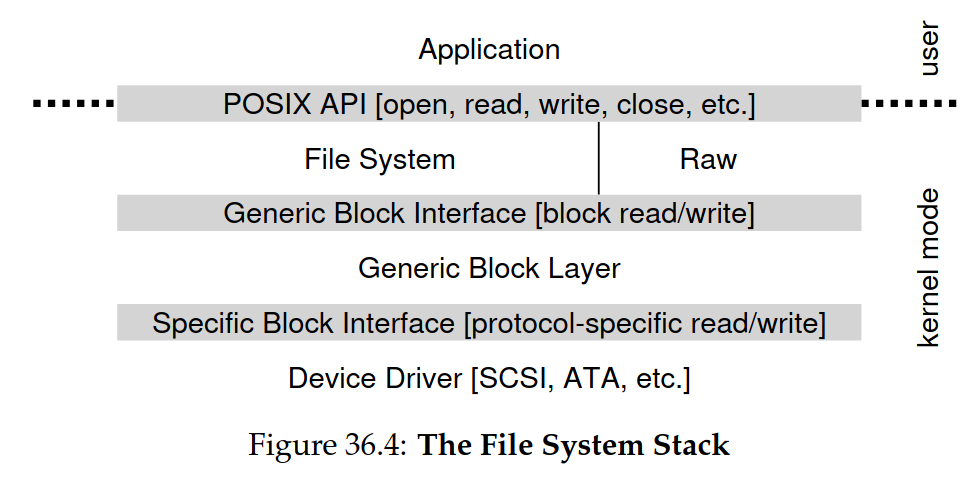 Application
user
POSIX API [open, read, write, close, etc.]
File System
Raw
Generic Block Interface [block read/write]
kernel mode
Generic Block Layer
Specific Block Interface [protocol-specific read/write]
Device Driver [SCSI, ATA, etc.]
Figure 36.4: The File System Stack